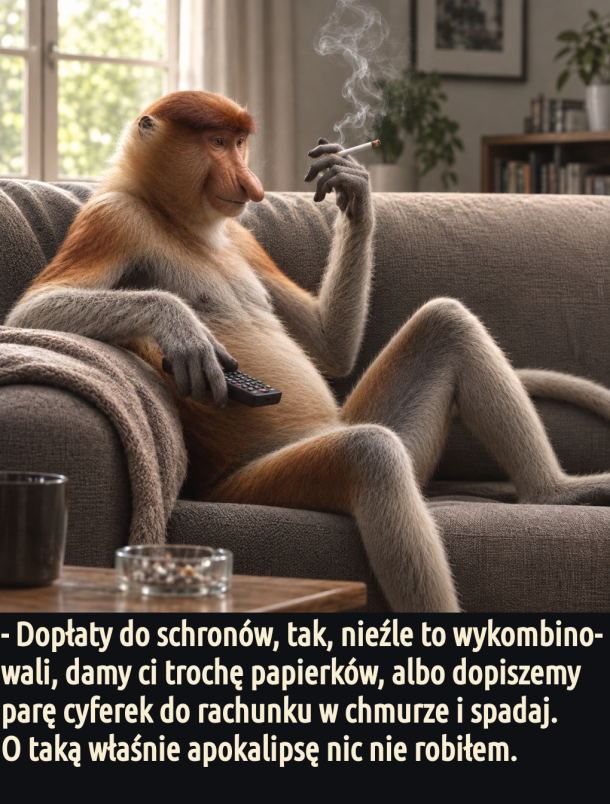 - Dopłaty do schronów, tak, nieźle to wykombino-
wali, damy ci trochę papierków, albo dopiszemy
parę cyferek do rachunku w chmurze i spadaj.
O taką właśnie apokalipsę nic nie robiłem.